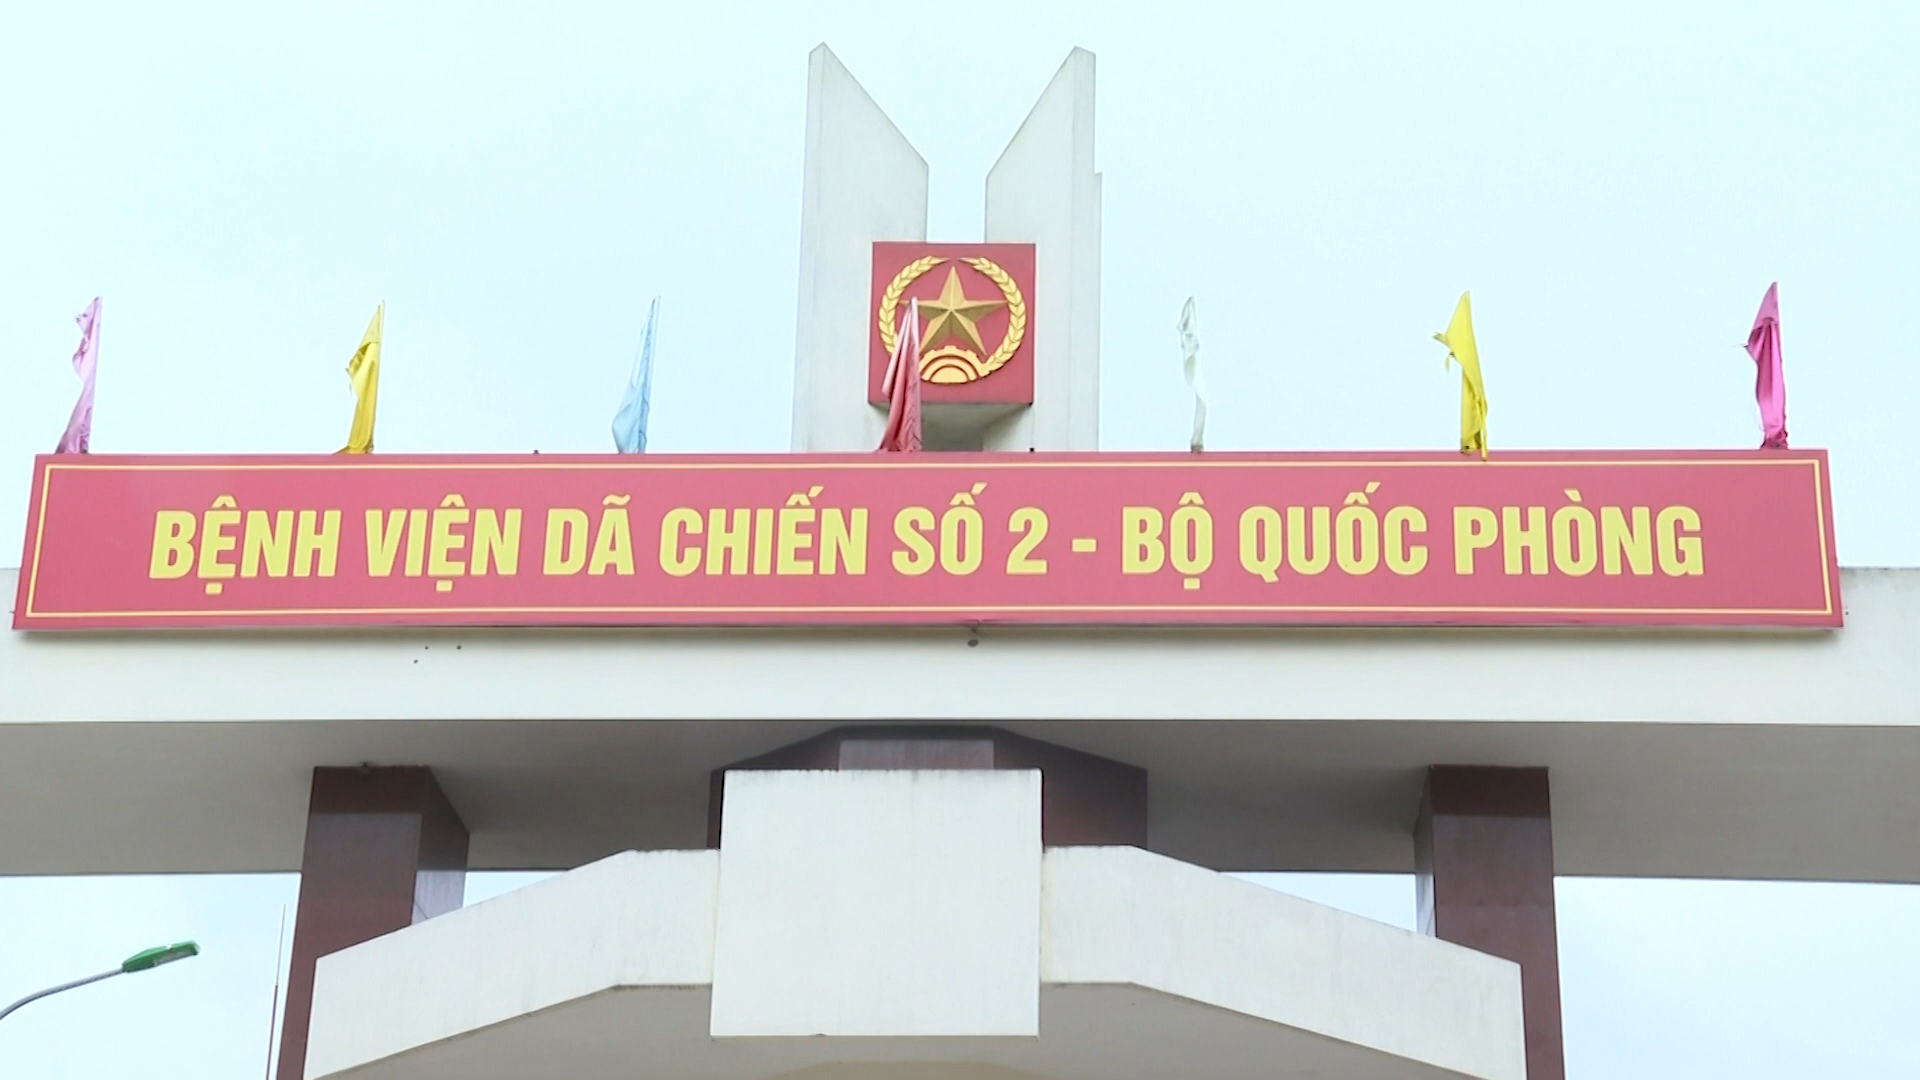 BỆNH VIỆN DÃ CHIẾN SỐ 2 - BỘ QUỐC PHÒNG